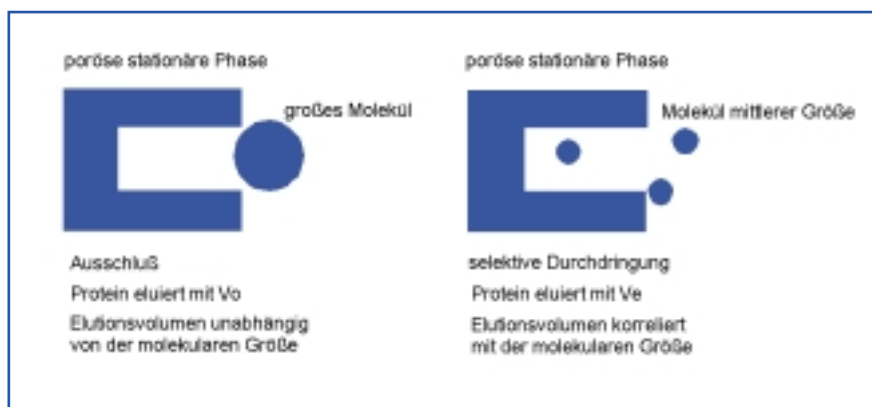 poröse stationäre Phase
großes Molekül
Ausschluß
Protein eluiert mit Vo
Elutionsvolumen unabhängig
von der molekularen Größe
poröse stationäre Phase
Molekül mittlerer Größe
selektive Durchdringung
Protein eluiert mit Ve
Elutionsvolumen korreliert
mit der molekularen Größe